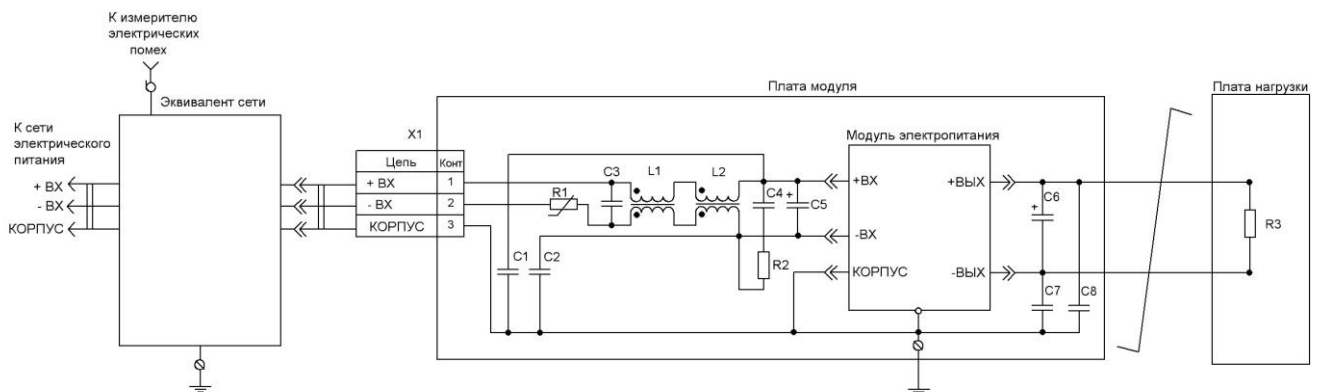 К измерителю
электрических
помех
Эквивалент сети
К сети
электрического
питания
+ ВХ
- ВХ
КОРПУС
X1
Цепь Конт
+ ВХ 1
- ВХ 2
КОРПУС 3
Плата модуля
C1
C2
R1
C3
L1
L2
C4
+
C5
R2
Модуль электропитания
+ВХ
-ВХ
КОРПУС
+ВЫХ
-ВЫХ
+
C6
C7
C8
Плата нагрузки
R3